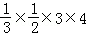 1/3 × 1/2 × 3 × 4